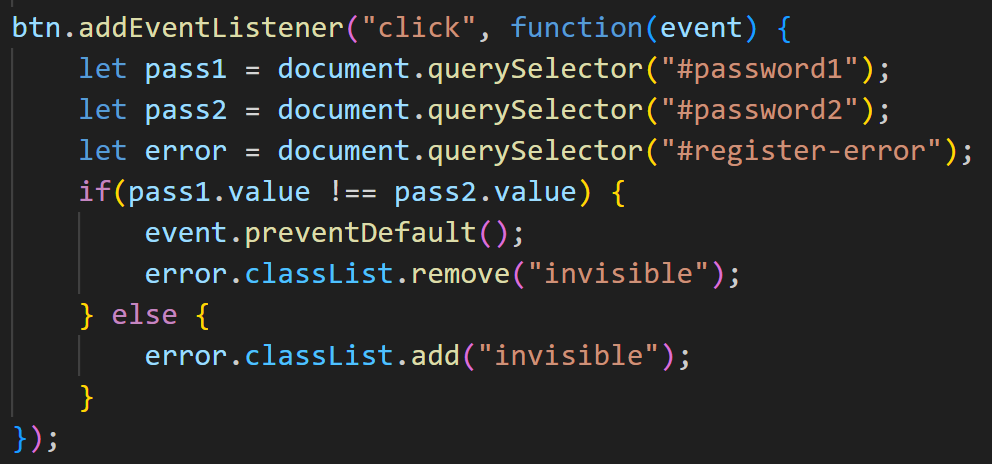 btn.addEventListener("click", function(event) {
    let pass1 = document.querySelector("#password1");
    let pass2 = document.querySelector("#password2");
    let error = document.querySelector("#register-error");
    if(pass1.value !== pass2.value) {
        event.preventDefault();
        error.classList.remove("invisible");
    } else {
        error.classList.add("invisible");
    }
});